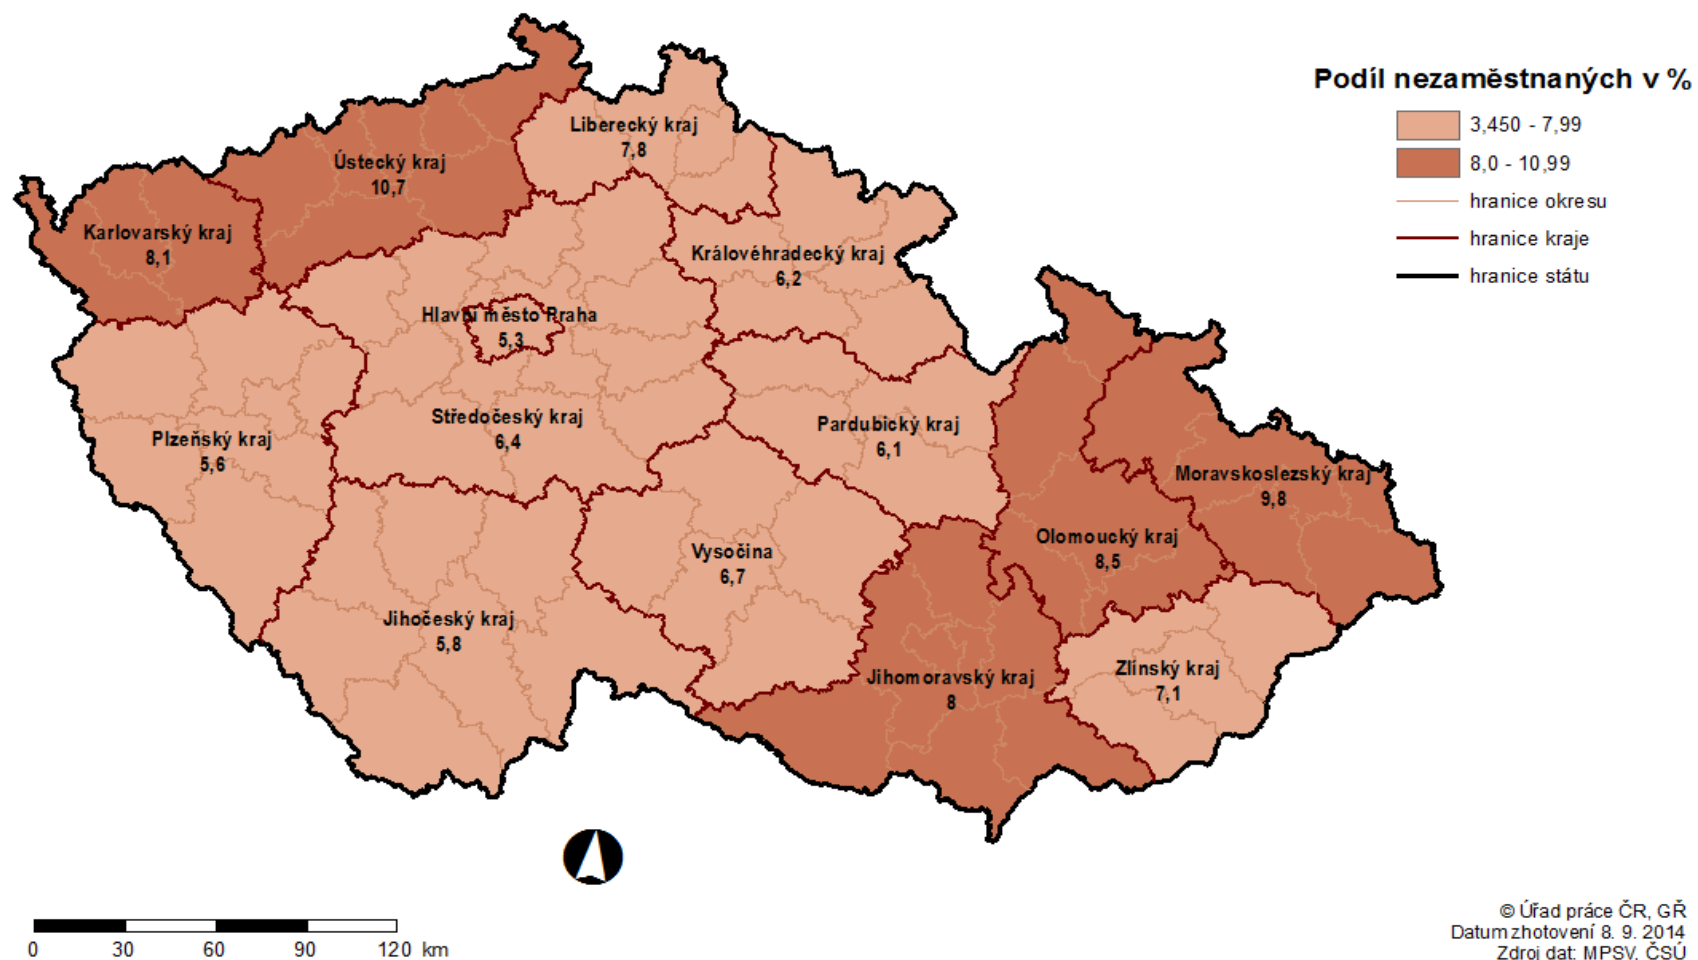 Podíl nezaměstnaných v %
3,450 - 7,99
8,0 - 10,99
hranice okresu
hranice kraje
hranice státu
Liberecký kraj
7,8
Ústecký kraj
10,7
Karlovarský kraj
8,1
Královéhradecký kraj
6,2
Hlavní město Praha
5,3
Středočeský kraj
6,4
Pardubický kraj
6,1
Plzeňský kraj
5,6
Moravskoslezský kraj
9,8
Olomoucký kraj
8,5
Vysočina
6,7
Jihočeský kraj
5,8
Jihomoravský kraj
8
Zlínský kraj
7,1
0 30 60 90 120 km
© Úřad práce ČR, GŘ
Datum zhotovení 8. 9. 2014
Zdroj dat: MPSV, ČSÚ